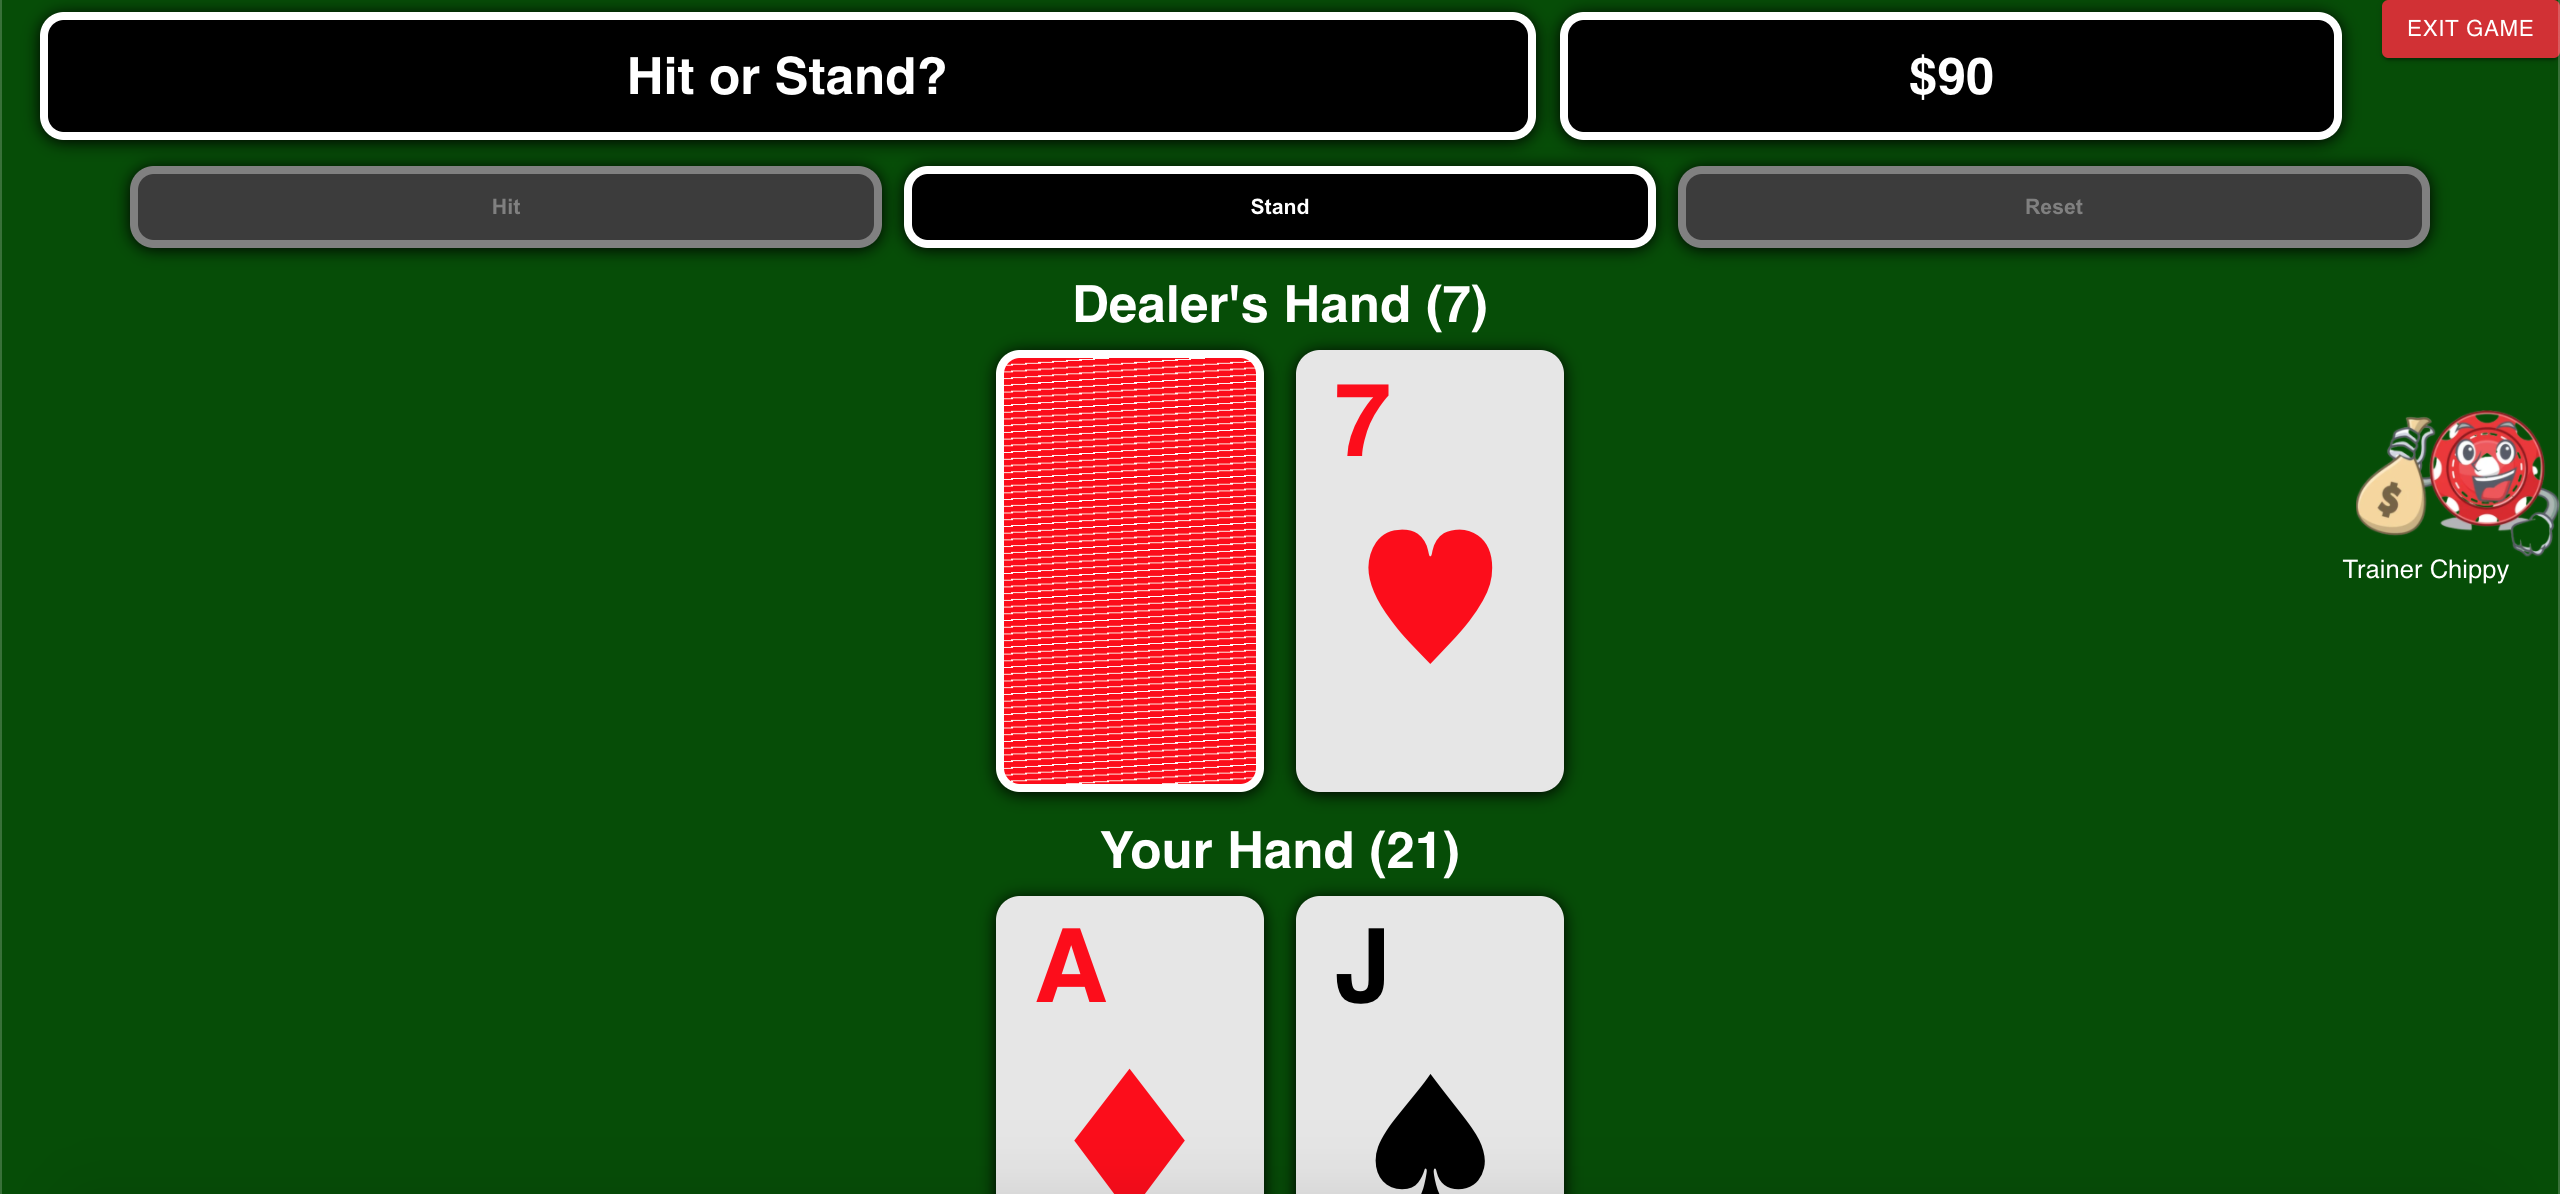 EXIT GAME
Hit or Stand?
$90
Hit
Stand
Reset
Dealer's Hand (7)
7
$
Trainer Chippy
Your Hand (21)
A
J